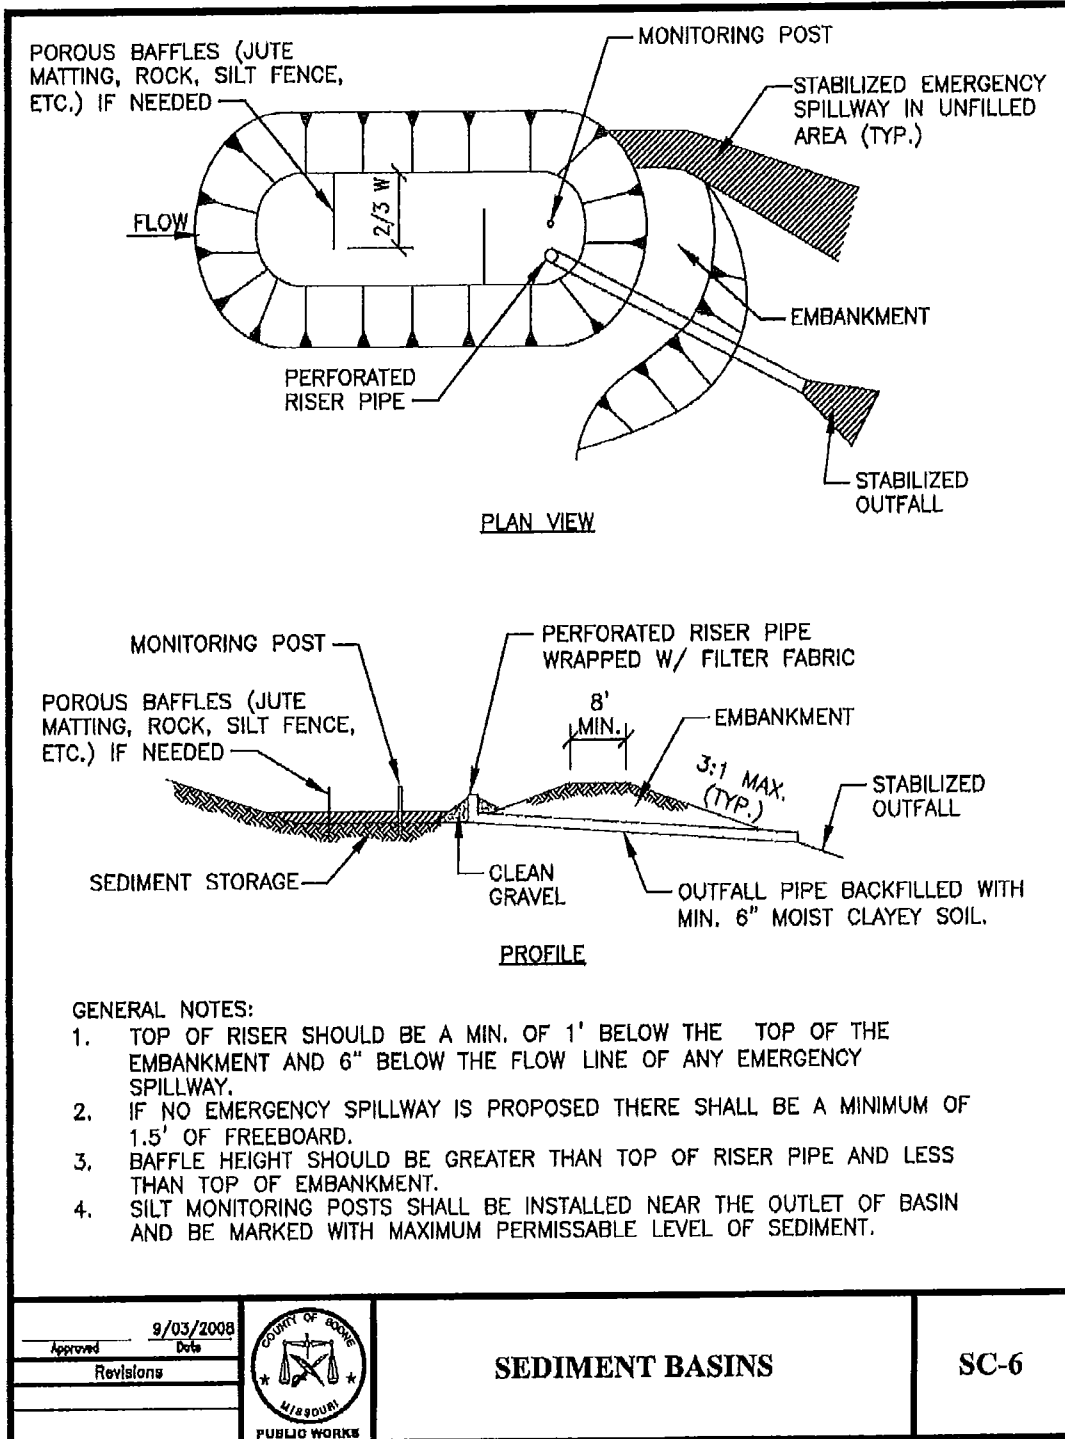 POROUS BAFFLES (JUTE
MATTING, ROCK, SILT FENCE,
ETC.) IF NEEDED
MONITORING POST
STABILIZED EMERGENCY
SPILLWAY IN UNFILLED
AREA (TYP.)
FLOW
2/3 W
EMBANKMENT
PERFORATED
RISER PIPE
STABILIZED
OUTFALL
PLAN VIEW
MONITORING POST
PERFORATED RISER PIPE
WRAPPED W/ FILTER FABRIC
POROUS BAFFLES (JUTE
MATTING, ROCK, SILT FENCE,
ETC.) IF NEEDED
8'
MIN.
EMBANKMENT
3:1 MAX.
(TYP.)
STABILIZED
OUTFALL
SEDIMENT STORAGE
CLEAN
GRAVEL
OUTFALL PIPE BACKFILLED WITH
MIN. 6" MOIST CLAYEY SOIL.
PROFILE
GENERAL NOTES:
1. TOP OF RISER SHOULD BE A MIN. OF 1' BELOW THE TOP OF THE
EMBANKMENT AND 6" BELOW THE FLOW LINE OF ANY EMERGENCY
SPILLWAY.
2. IF NO EMERGENCY SPILLWAY IS PROPOSED THERE SHALL BE A MINIMUM OF
1.5' OF FREEBOARD.
3. BAFFLE HEIGHT SHOULD BE GREATER THAN TOP OF RISER PIPE AND LESS
THAN TOP OF EMBANKMENT.
4. SILT MONITORING POSTS SHALL BE INSTALLED NEAR THE OUTLET OF BASIN
AND BE MARKED WITH MAXIMUM PERMISSABLE LEVEL OF SEDIMENT.
9/03/2008
Approved Date
Revisions
COUNTY OF BOONE
MISSOURI
PUBLIC WORKS
SEDIMENT BASINS
SC-6